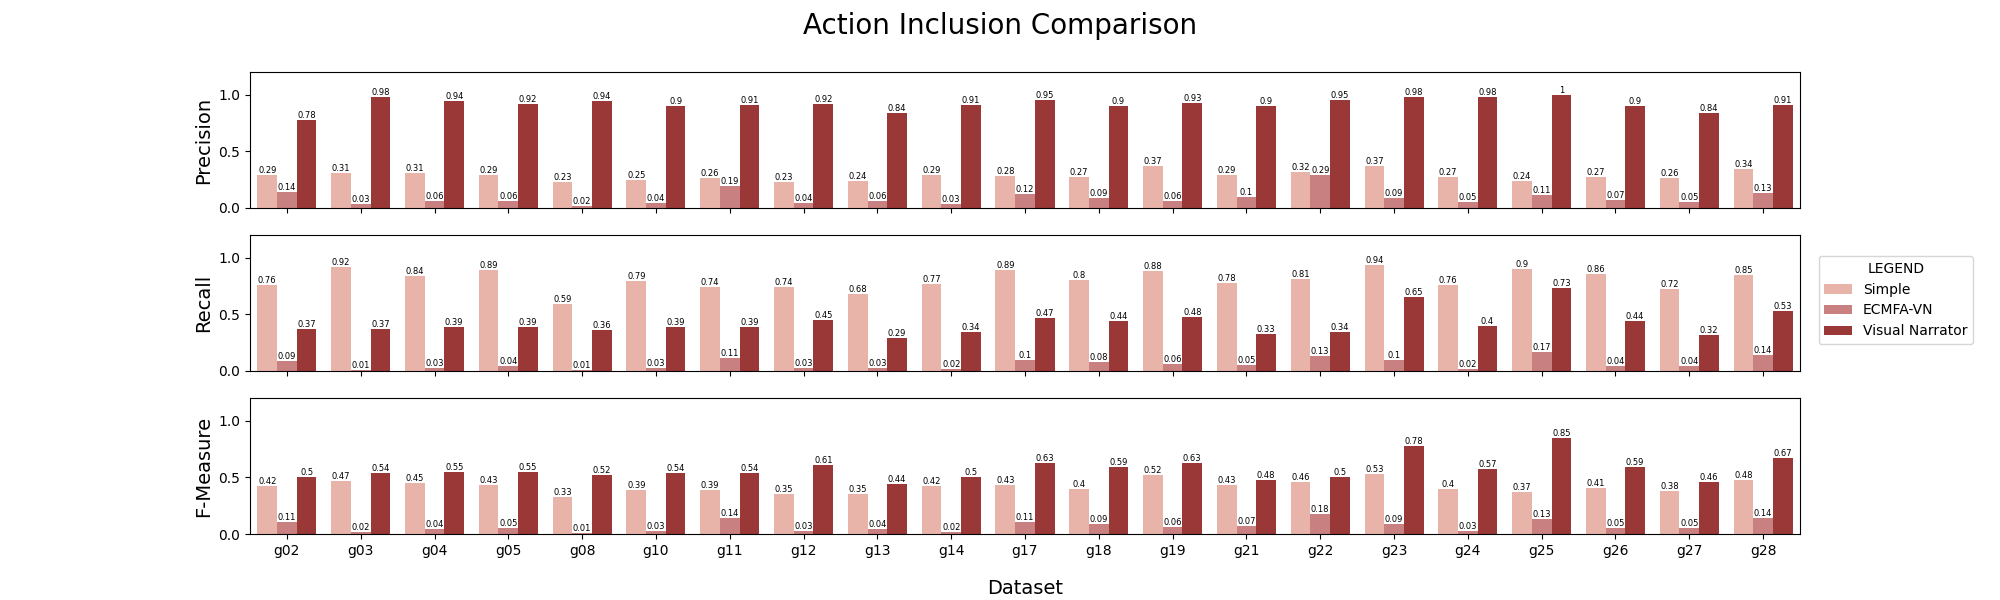 Action Inclusion Comparison
Precision
1.0
0.5
0.0
0.29 0.14 0.78 0.31 0.03 0.98 0.31 0.06 0.94 0.29 0.06 0.92 0.23 0.02 0.94 0.25 0.04 0.9 0.26 0.19 0.91 0.23 0.04 0.92 0.24 0.06 0.84 0.29 0.03 0.91 0.28 0.12 0.95 0.27 0.09 0.9 0.37 0.06 0.93 0.29 0.1 0.9 0.32 0.29 0.95 0.37 0.09 0.98 0.27 0.05 0.98 0.24 0.11 1 0.27 0.07 0.9 0.26 0.05 0.84 0.34 0.13 0.91
Recall
1.0
0.5
0.0
0.76 0.09 0.37 0.92 0.01 0.37 0.84 0.03 0.39 0.89 0.04 0.39 0.59 0.01 0.36 0.79 0.03 0.39 0.74 0.11 0.39 0.74 0.03 0.45 0.68 0.03 0.29 0.77 0.02 0.34 0.89 0.1 0.47 0.8 0.08 0.44 0.88 0.06 0.48 0.78 0.05 0.33 0.81 0.13 0.34 0.94 0.1 0.65 0.76 0.02 0.4 0.9 0.17 0.73 0.86 0.04 0.44 0.72 0.04 0.32 0.85 0.14 0.53
LEGEND
Simple
ECMFA-VN
Visual Narrator
F-Measure
1.0
0.5
0.0
0.42 0.11 0.5 0.47 0.02 0.54 0.45 0.04 0.55 0.43 0.05 0.55 0.33 0.01 0.52 0.39 0.03 0.54 0.39 0.14 0.54 0.35 0.03 0.61 0.35 0.04 0.44 0.42 0.02 0.5 0.43 0.11 0.63 0.4 0.09 0.59 0.52 0.06 0.63 0.43 0.07 0.48 0.46 0.18 0.5 0.53 0.09 0.78 0.4 0.03 0.57 0.37 0.13 0.85 0.41 0.05 0.59 0.38 0.05 0.46 0.48 0.14 0.67
g02 g03 g04 g05 g08 g10 g11 g12 g13 g14 g17 g18 g19 g21 g22 g23 g24 g25 g26 g27 g28
Dataset